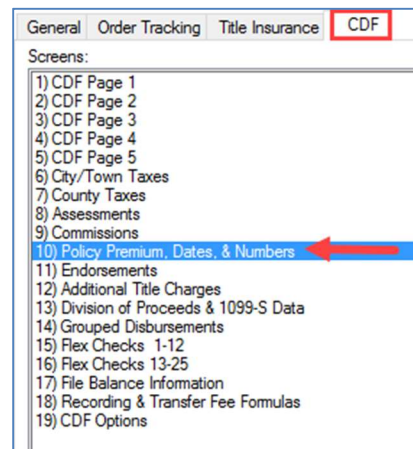 General Order Tracking Title Insurance CDF
Screens:
1) CDF Page 1
2) CDF Page 2
3) CDF Page 3
4) CDF Page 4
5) CDF Page 5
6) City/Town Taxes
7) County Taxes
8) Assessments
9) Commissions
10) Policy Premium, Dates, & Numbers
11) Endorsements
12) Additional Title Charges
13) Division of Proceeds & 1099-S Data
14) Grouped Disbursements
15) Flex Checks 1-12
16) Flex Checks 13-25
17) File Balance Information
18) Recording & Transfer Fee Formulas
19) CDF Options